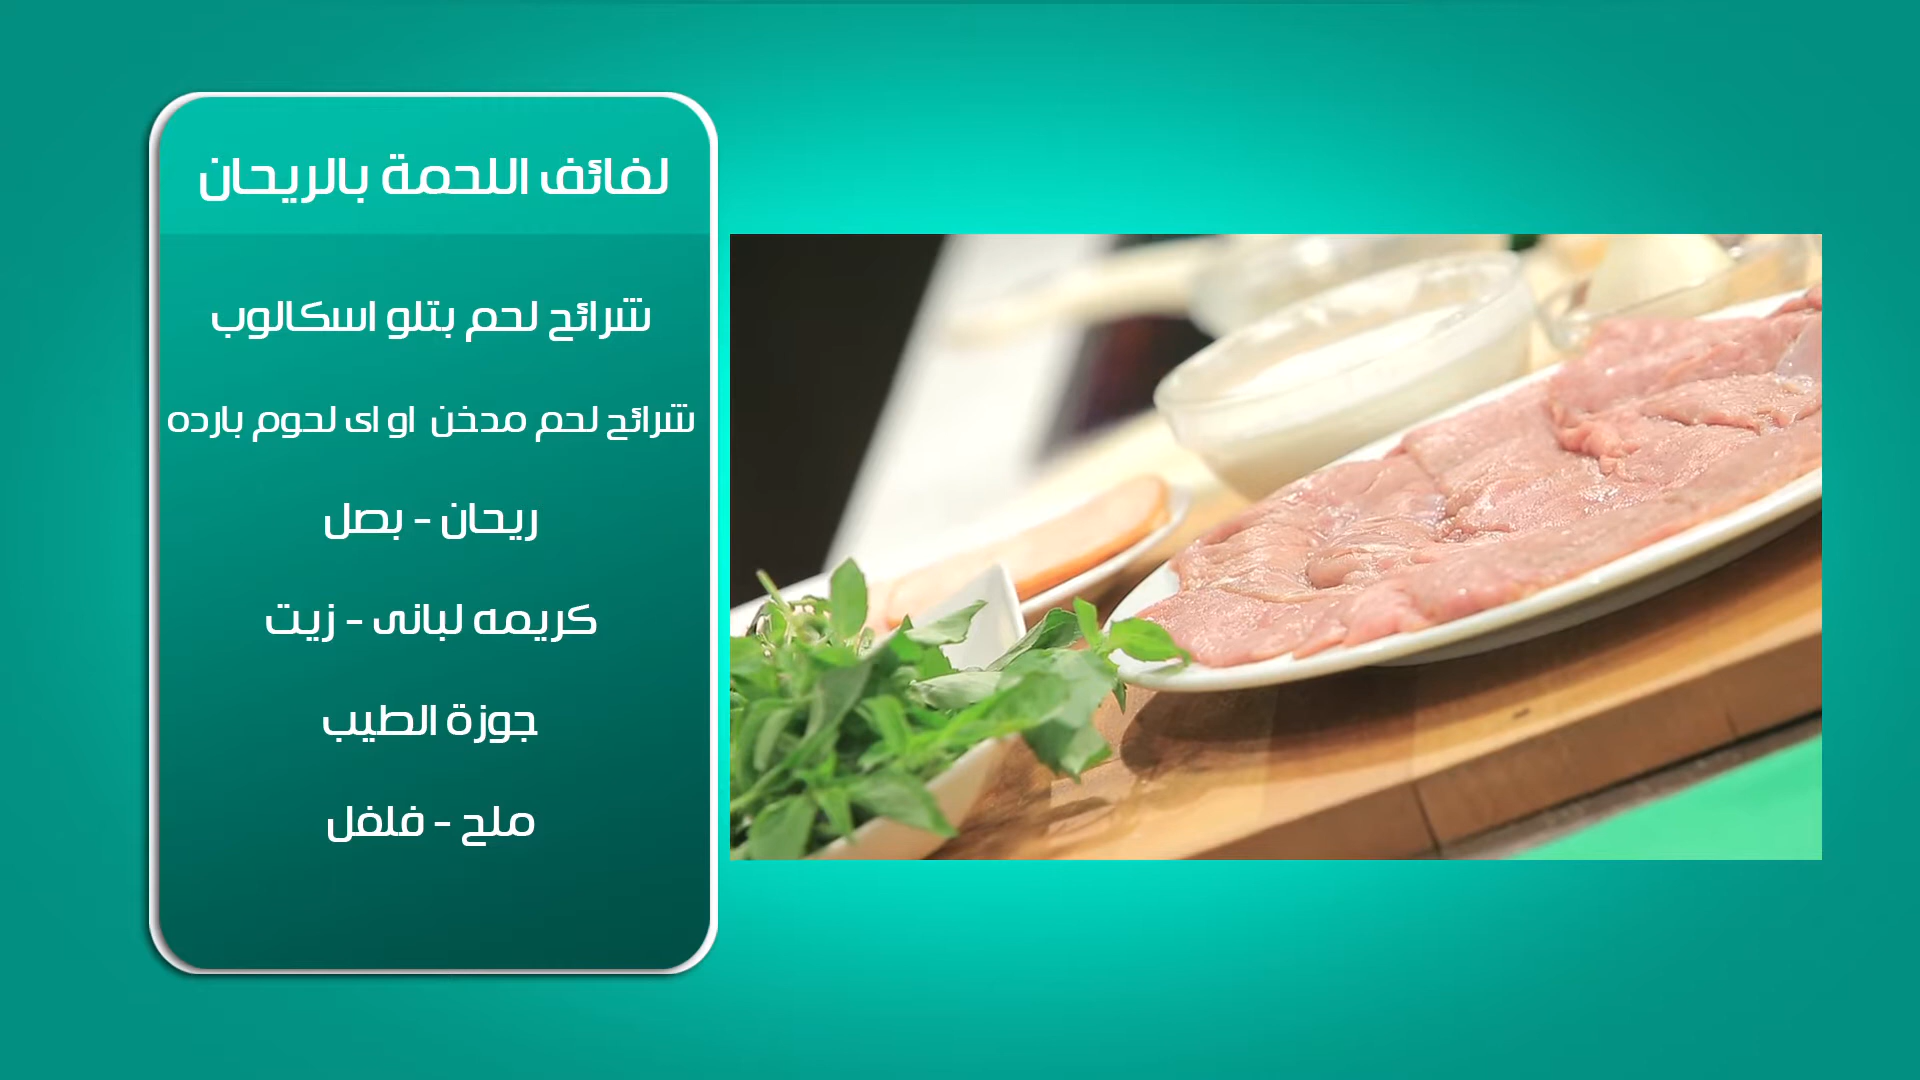 لفائف اللحمة بالريحان
شرائح لحم بتلو اسكالوب
شرائح لحم مدخن او اى لحوم بارده
ريحان - بصل
كريمه لبانى - زيت
جوزة الطيب
ملح - فلفل